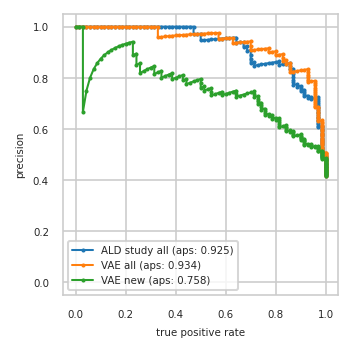 precision
1.0
0.8
0.6
0.4
0.2
0.0
ALD study all (aps: 0.925)
VAE all (aps: 0.934)
VAE new (aps: 0.758)
0.0 0.2 0.4 0.6 0.8 1.0
true positive rate